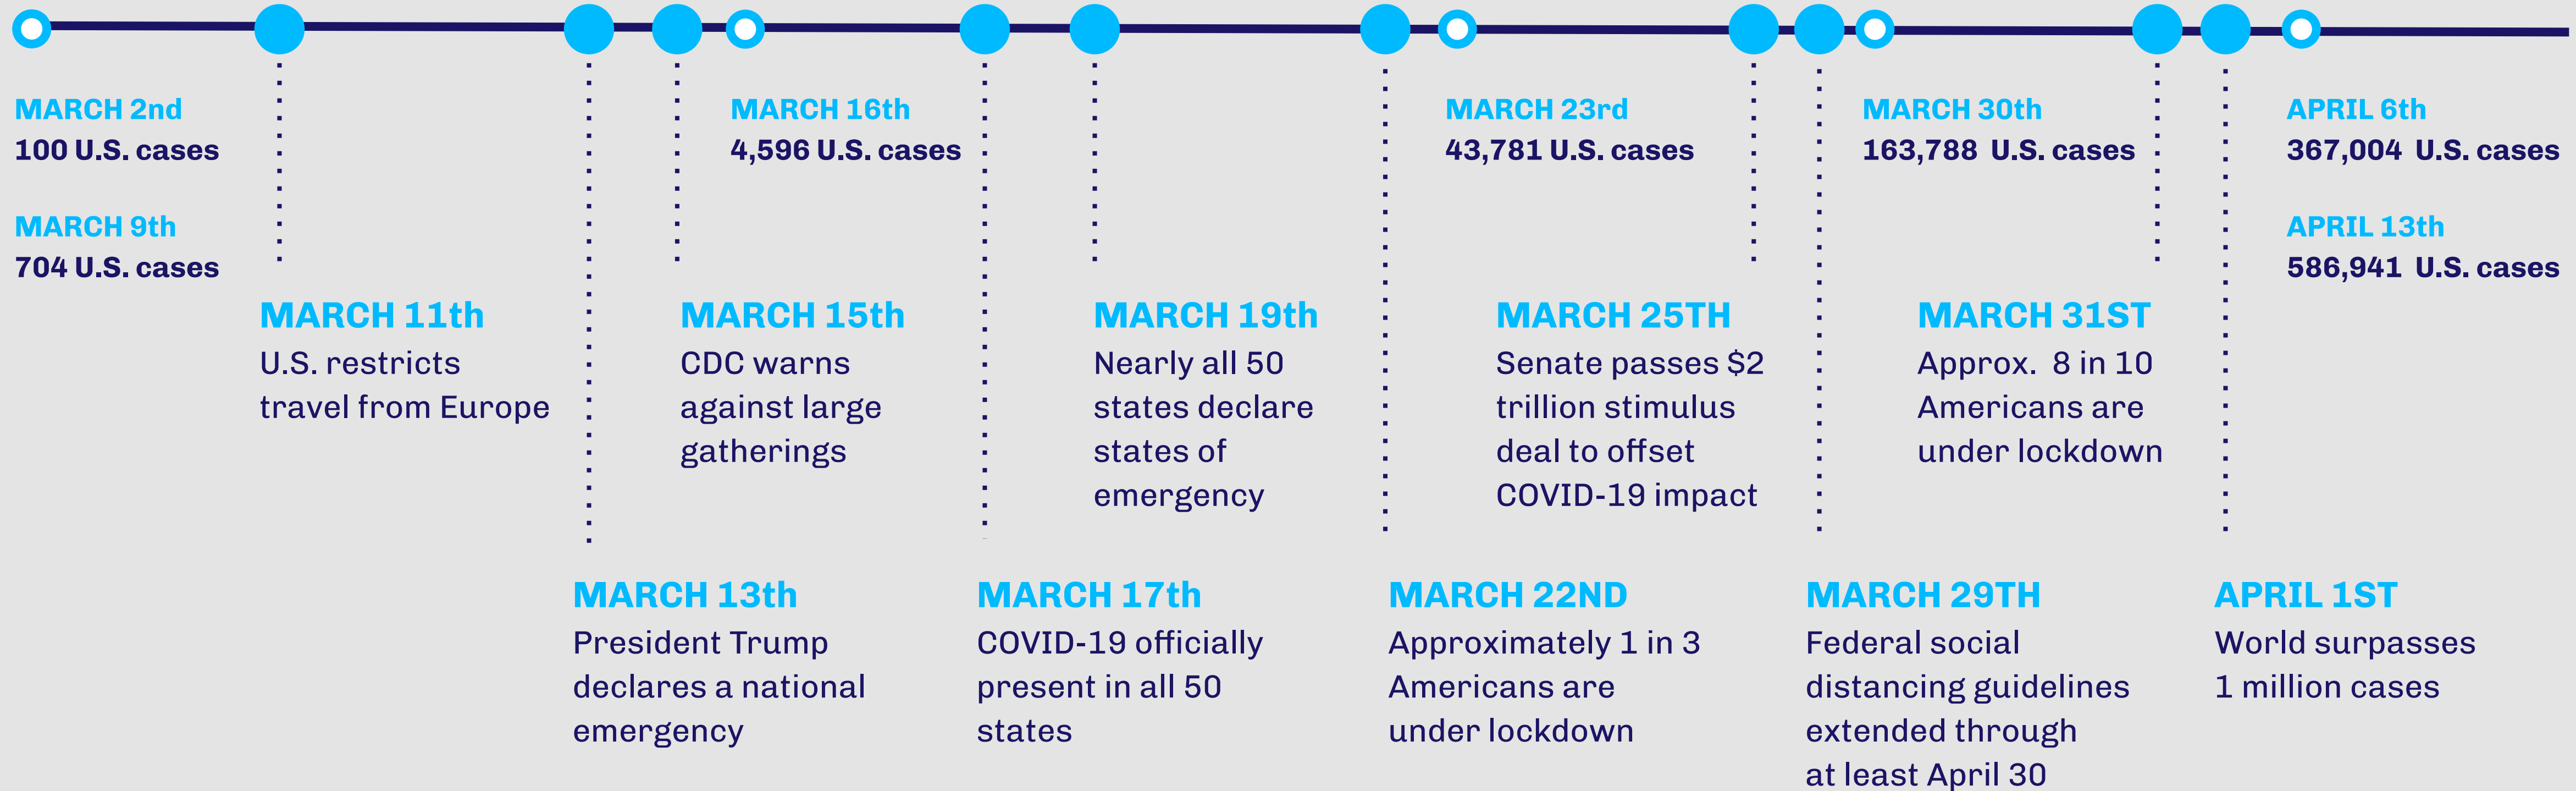 MARCH 2nd
100 U.S. cases
MARCH 9th
704 U.S. cases
MARCH 11th
U.S. restricts
travel from Europe
MARCH 13th
President Trump
declares a national
emergency
MARCH 15th
CDC warns
against large
gatherings
MARCH 16th
4,596 U.S. cases
MARCH 17th
COVID-19 officially
present in all 50
states
MARCH 19th
Nearly all 50
states declare
states of
emergency
MARCH 22ND
Approximately 1 in 3
Americans are
under lockdown
MARCH 23rd
43,781 U.S. cases
MARCH 25TH
Senate passes $2
trillion stimulus
deal to offset
COVID-19 impact
MARCH 29TH
Federal social
distancing guidelines
extended through
at least April 30
MARCH 30th
163,788 U.S. cases
MARCH 31ST
Approx. 8 in 10
Americans are
under lockdown
APRIL 1ST
World surpasses
1 million cases
APRIL 6th
367,004 U.S. cases
APRIL 13th
586,941 U.S. cases